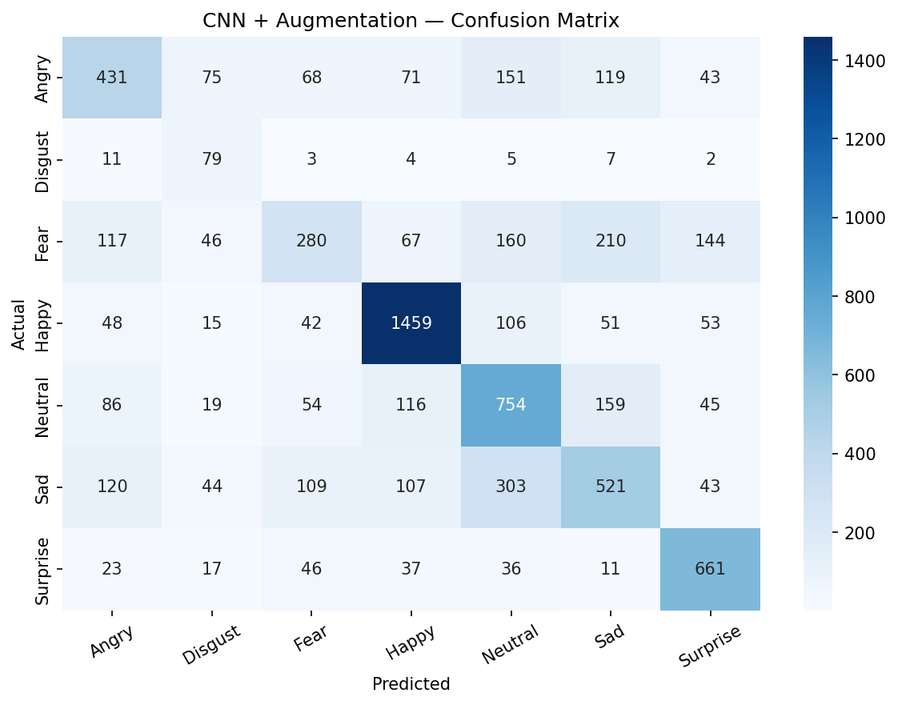 CNN + Augmentation — Confusion Matrix
Angry 431 75 68 71 151 119 43
Disgust 11 79 3 4 5 7 2
Fear 117 46 280 67 160 210 144
Happy 48 15 42 1459 106 51 53
Neutral 86 19 54 116 754 159 45
Sad 120 44 109 107 303 521 43
Surprise 23 17 46 37 36 11 661
Actual
Angry Disgust Fear Happy Neutral Sad Surprise
Predicted
1400
1200
1000
800
600
400
200